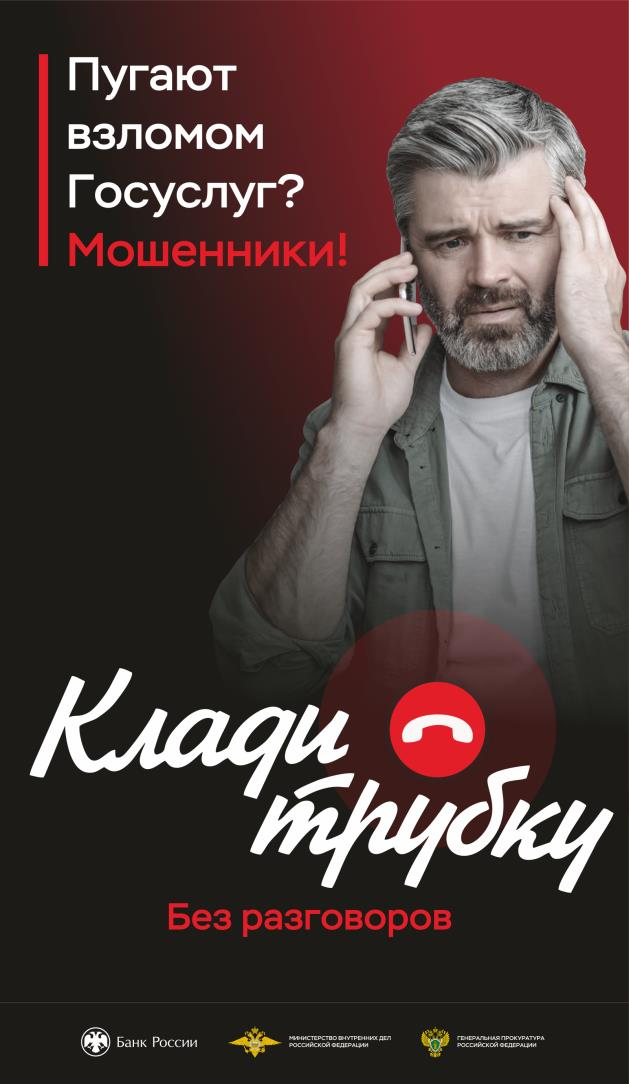 Пугают
взломом
Госуслуг?
Мошенники!
Клади
трубку
Без разговоров
Банк России
МИНИСТЕРСТВО ВНУТРЕННИХ ДЕЛ
РОССИЙСКОЙ ФЕДЕРАЦИИ
ГЕНЕРАЛЬНАЯ ПРОКУРАТУРА
РОССИЙСКОЙ ФЕДЕРАЦИИ